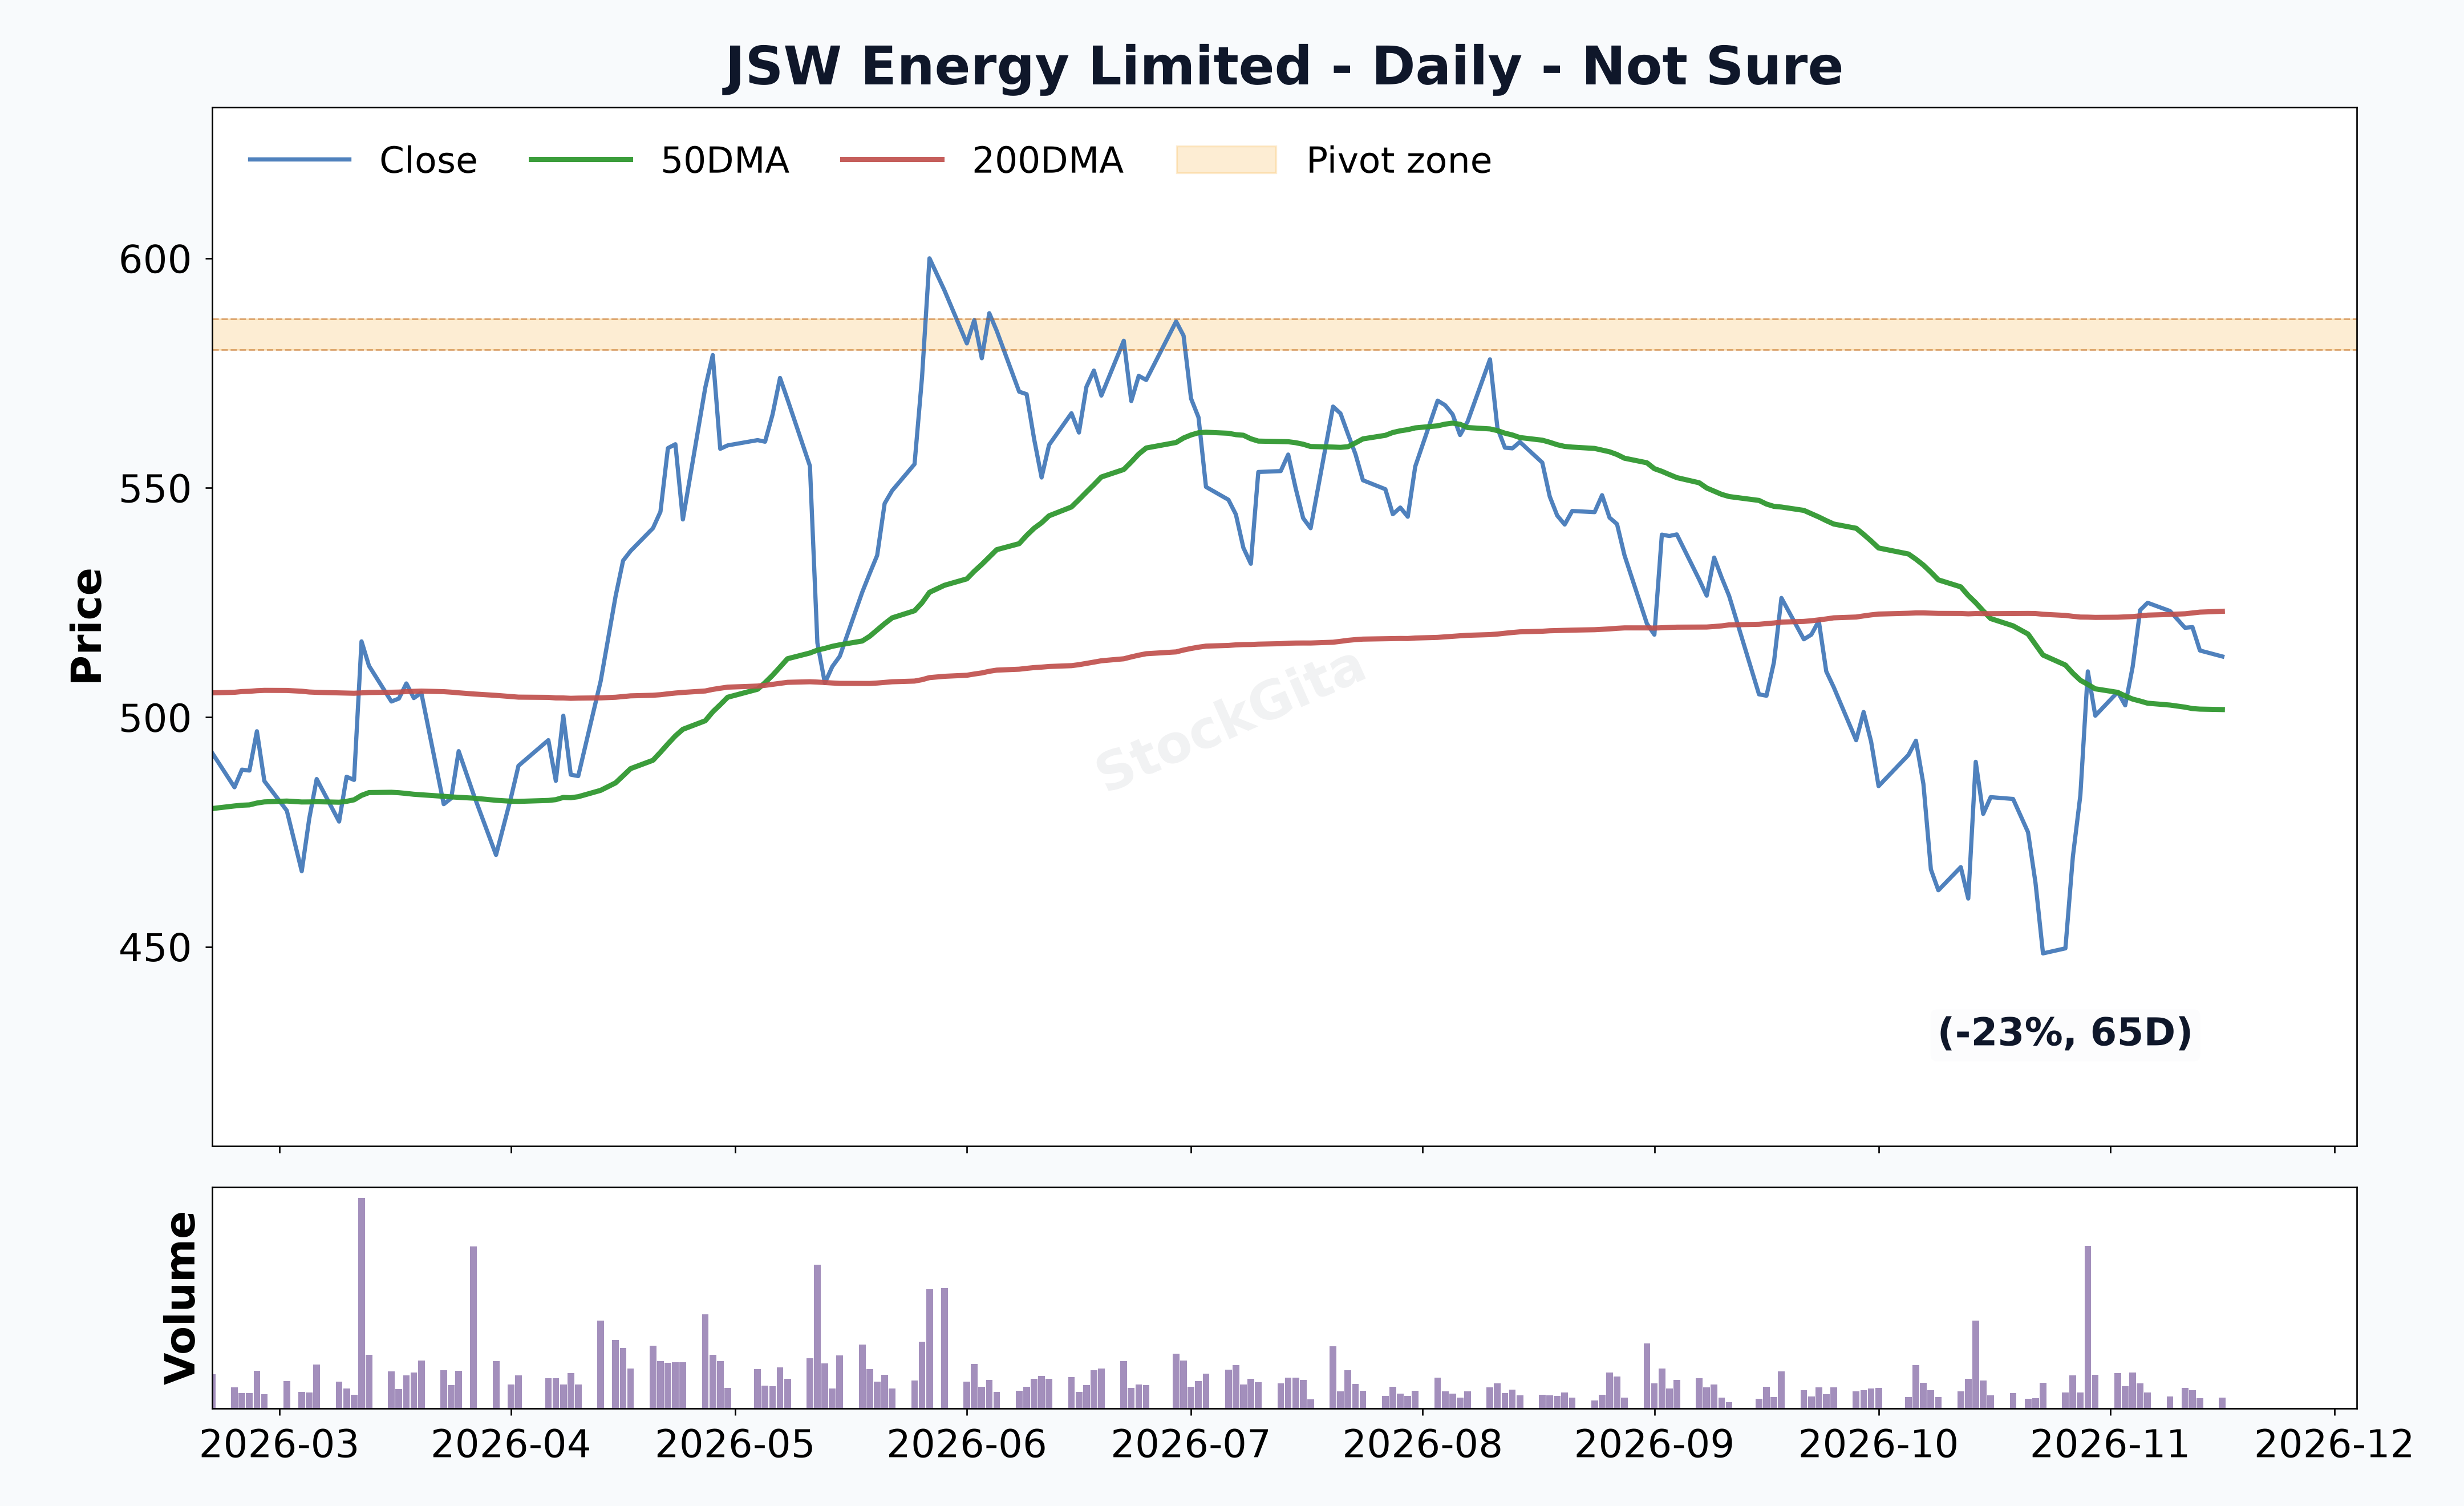 JSW Energy Limited - Daily - Not Sure
Close 50DMA 200DMA Pivot zone
600
550
500
450
Price
StockGita
(-23%, 65D)
Volume
2026-03 2026-04 2026-05 2026-06 2026-07 2026-08 2026-09 2026-10 2026-11 2026-12